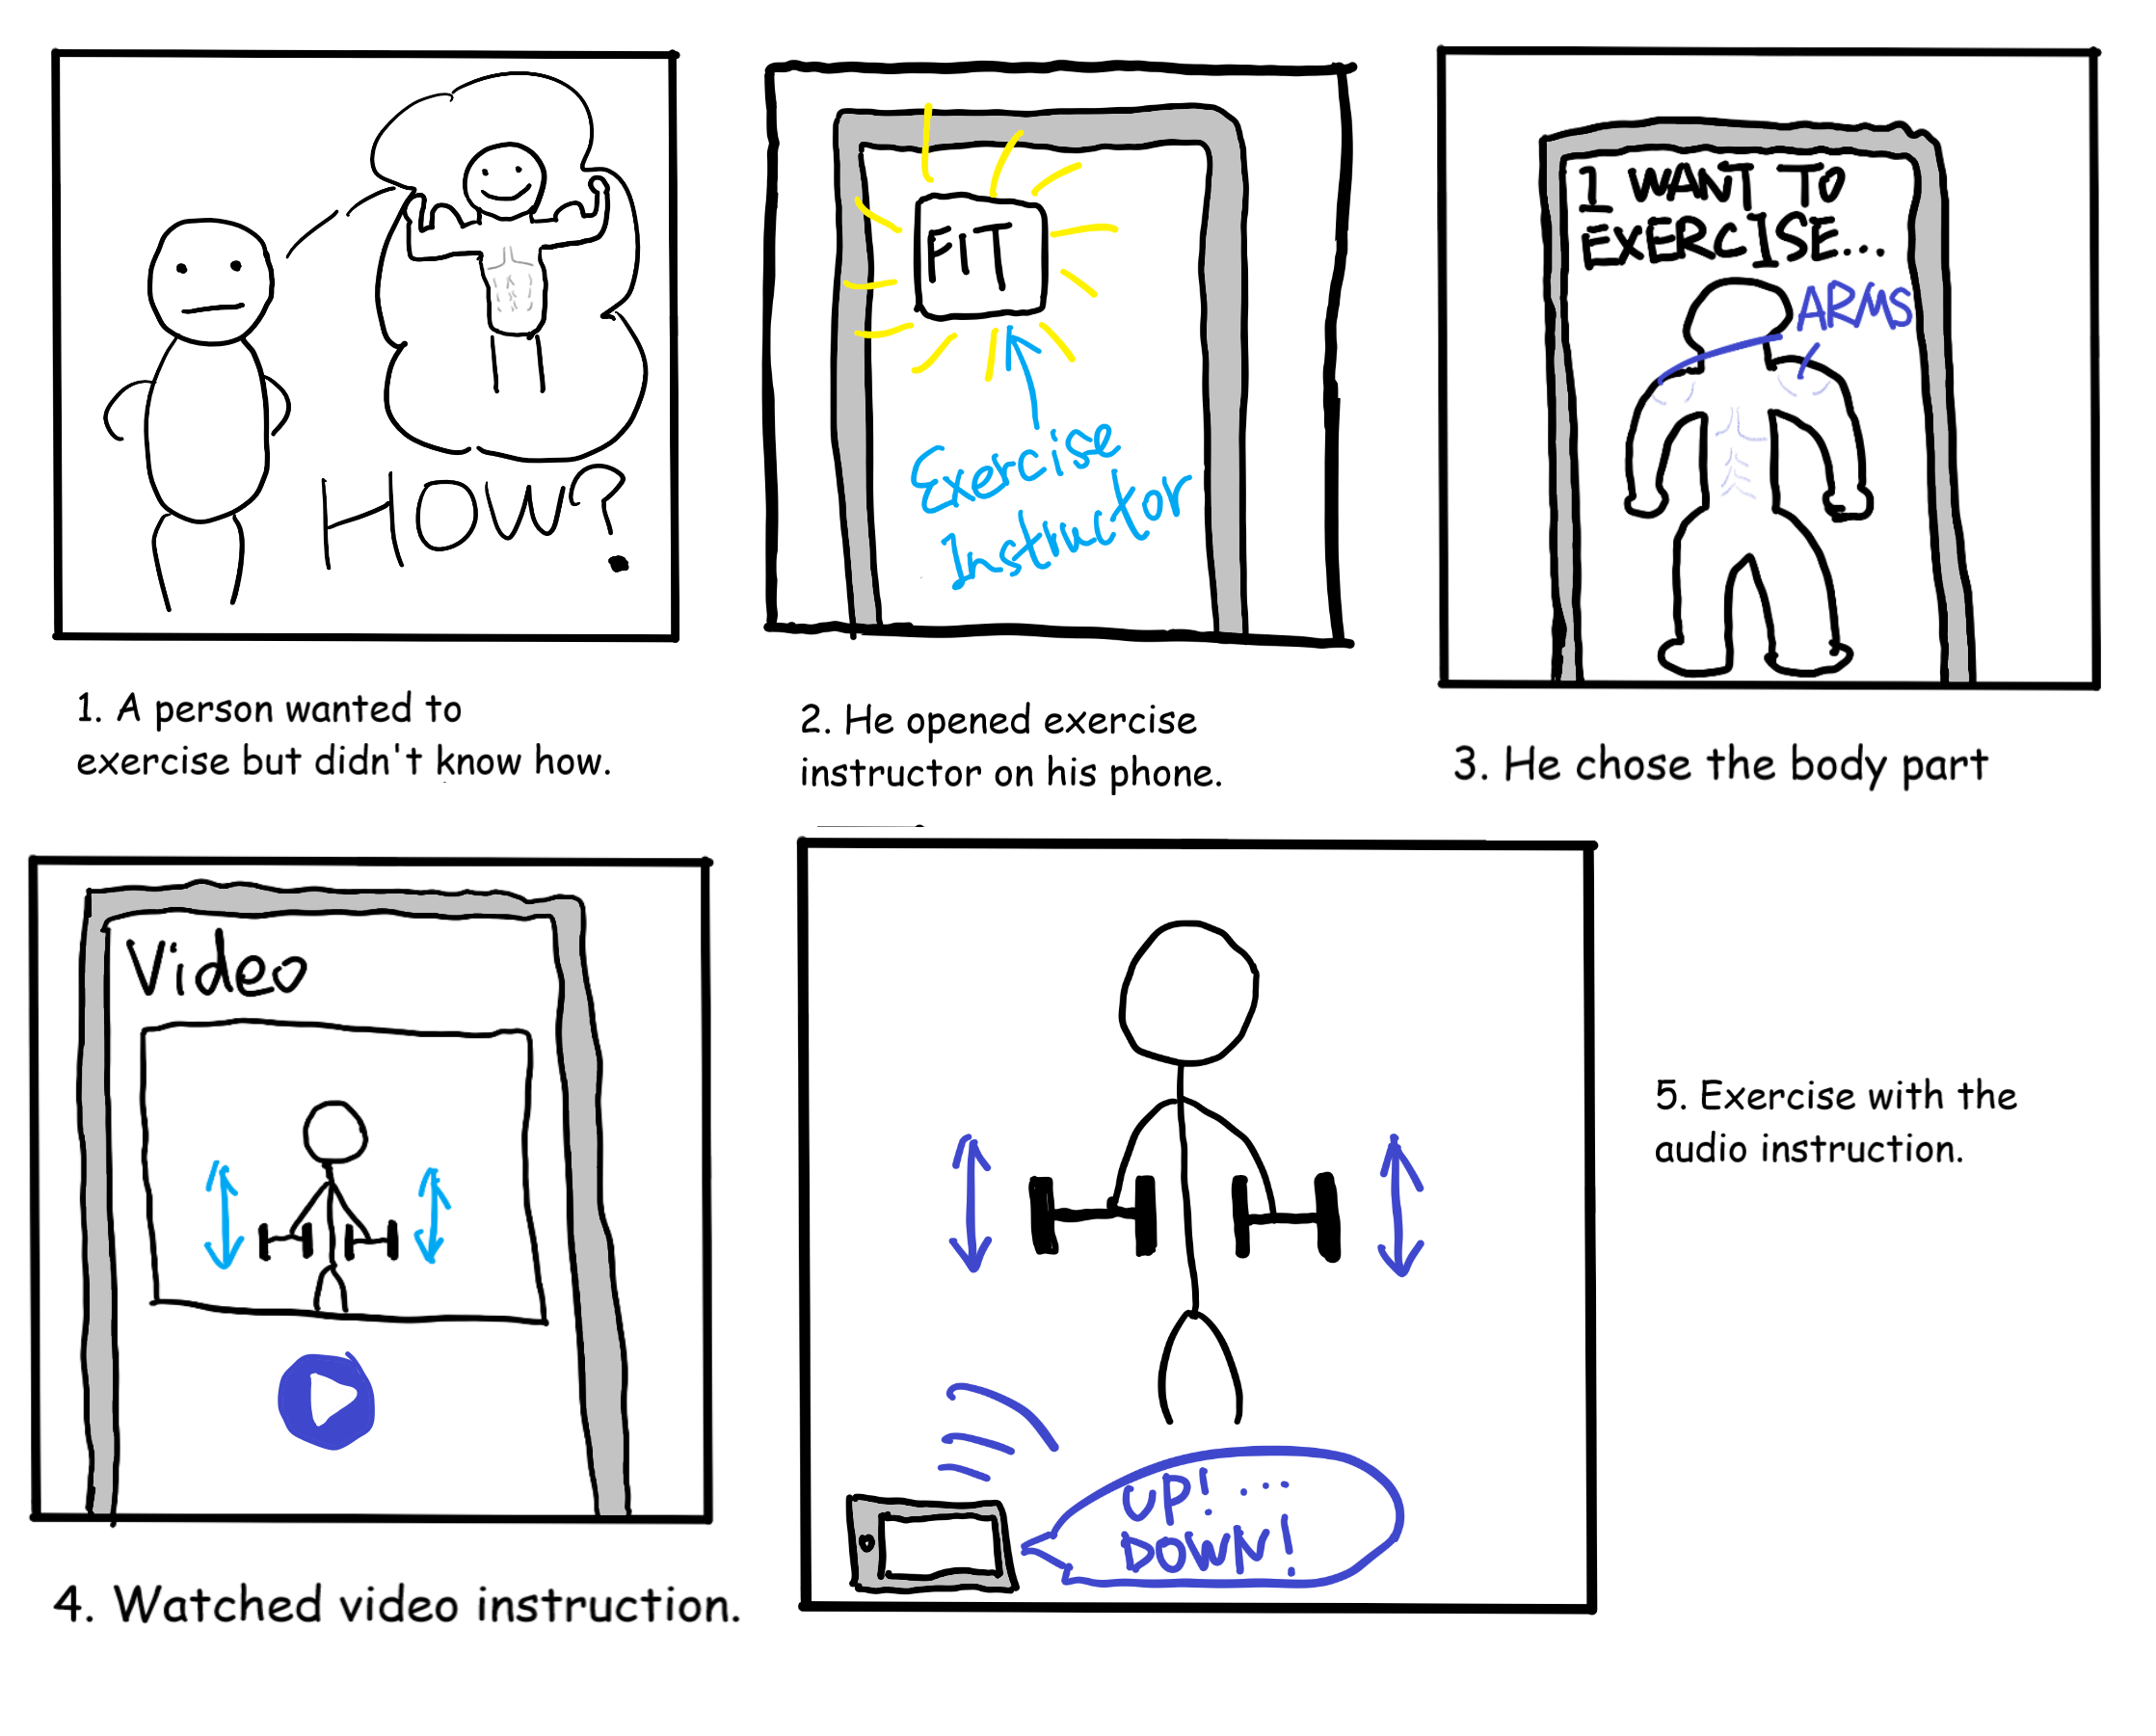 HOW?
1. A person wanted to
exercise but didn't know how.
FIT
Exercise
Instructor
2. He opened exercise
instructor on his phone.
I WANT TO
EXERCISE...
ARMS
3. He chose the body part
Video
4. Watched video instruction.
UP! ...
DOWN!
5. Exercise with the
audio instruction.